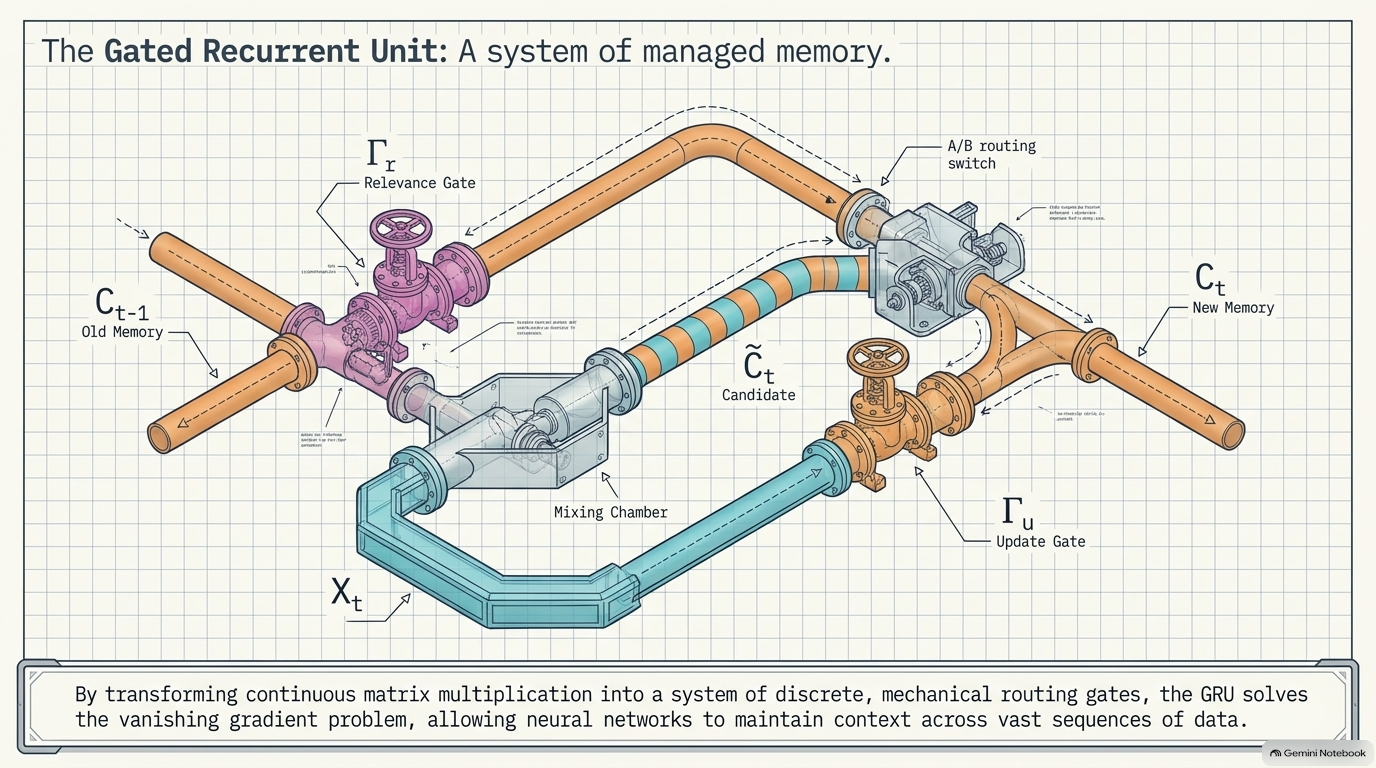 The Gated Recurrent Unit: A system of managed memory.
Γr
Relevance Gate
A/B routing
switch
Ct-1
Old Memory
Ct
New Memory
C̃t
Candidate
Mixing Chamber
Γu
Update Gate
Xt
By transforming continuous matrix multiplication into a system of discrete, mechanical routing gates, the GRU solves
the vanishing gradient problem, allowing neural networks to maintain context across vast sequences of data.
Gemini Notebook